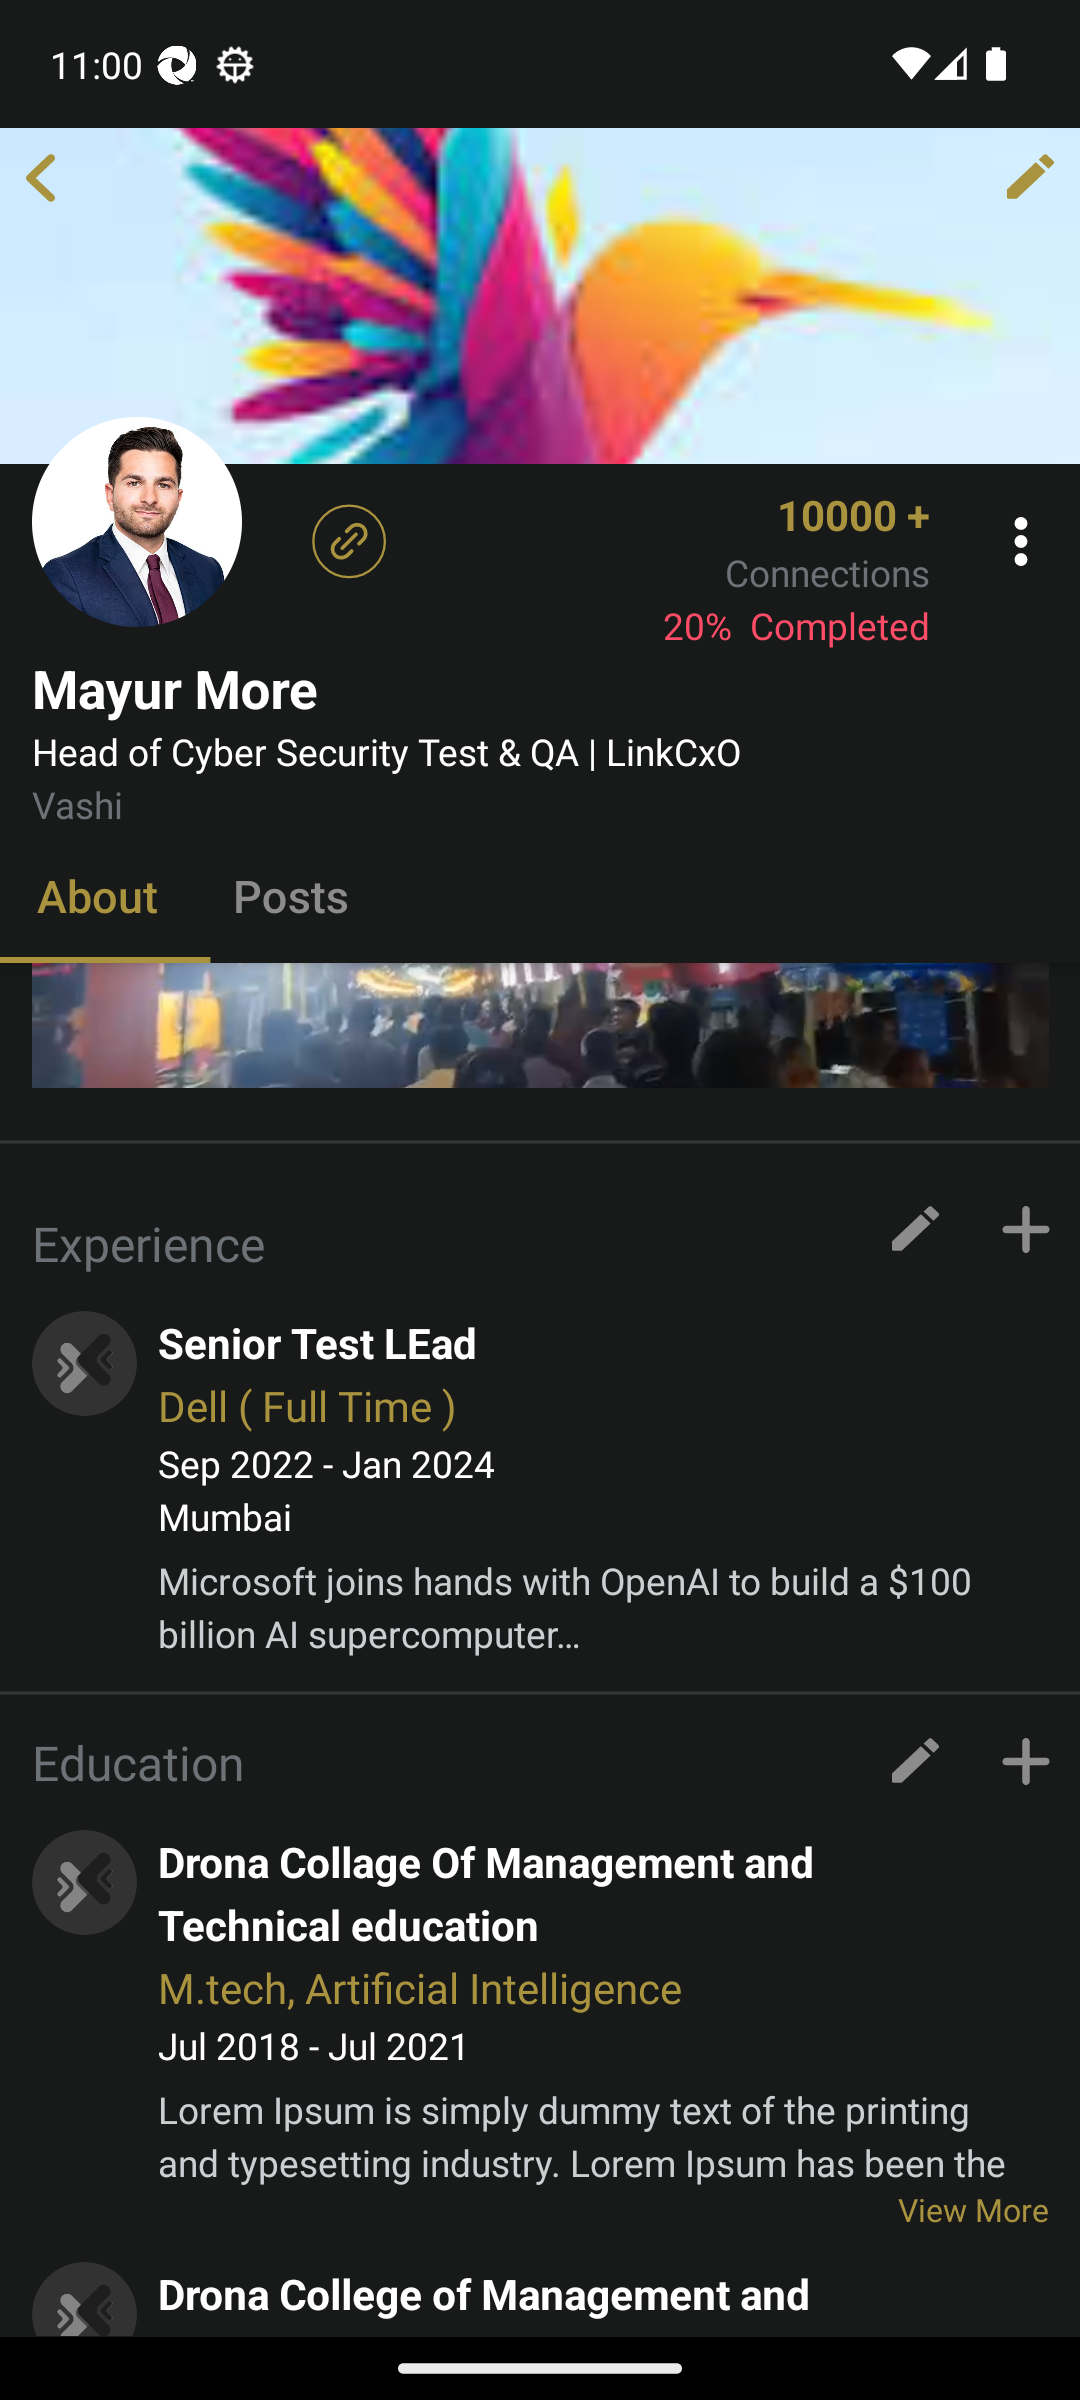 11:00
10000 +
Connections
20% Completed
Mayur More
Head of Cyber Security Test & QA | LinkCxO
Vashi
About Posts
Experience
Senior Test LEad
Dell ( Full Time )
Sep 2022 - Jan 2024
Mumbai
Microsoft joins hands with OpenAI to build a $100
billion AI supercomputer…
Education
Drona Collage Of Management and
Technical education
M.tech, Artificial Intelligence
Jul 2018 - Jul 2021
Lorem Ipsum is simply dummy text of the printing
and typesetting industry. Lorem Ipsum has been the
View More
Drona College of Management and